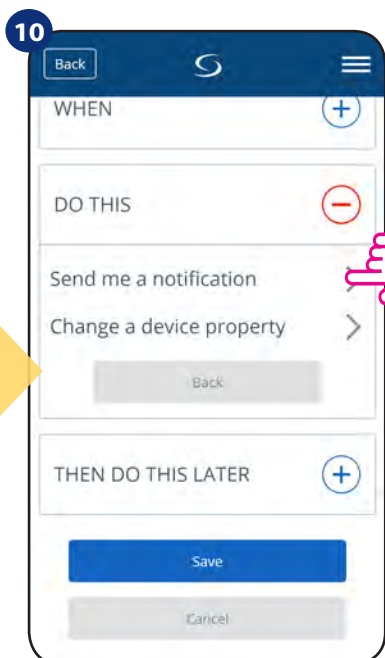 10
Back
WHEN
DO THIS
Send me a notification
Change a device property
Back
THEN DO THIS LATER
Save
Cancel